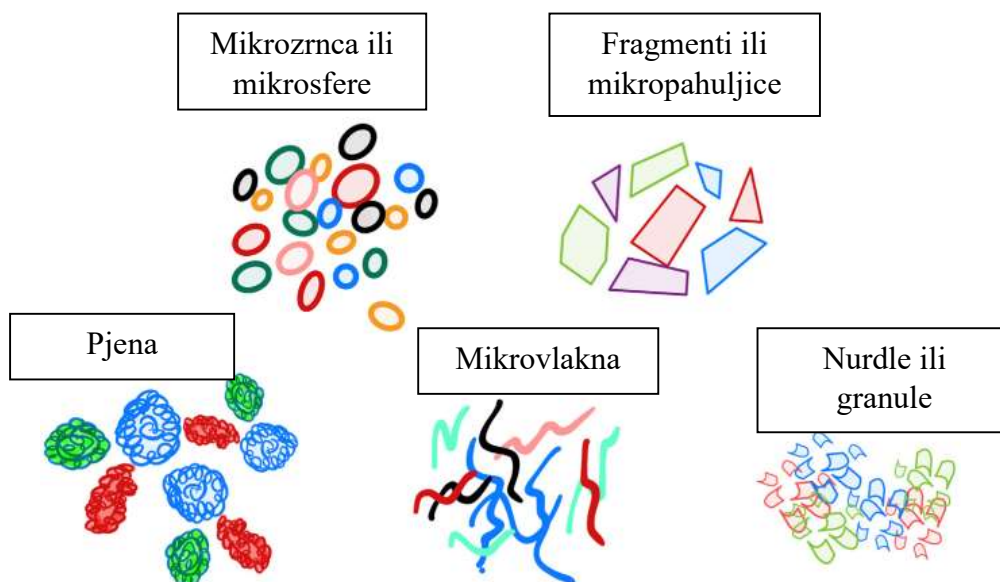 Mikrozrnca ili
mikrosfere
Fragmenti ili
mikropahuljice
Pjena
Mikrovlakna
Nurdle ili
granule